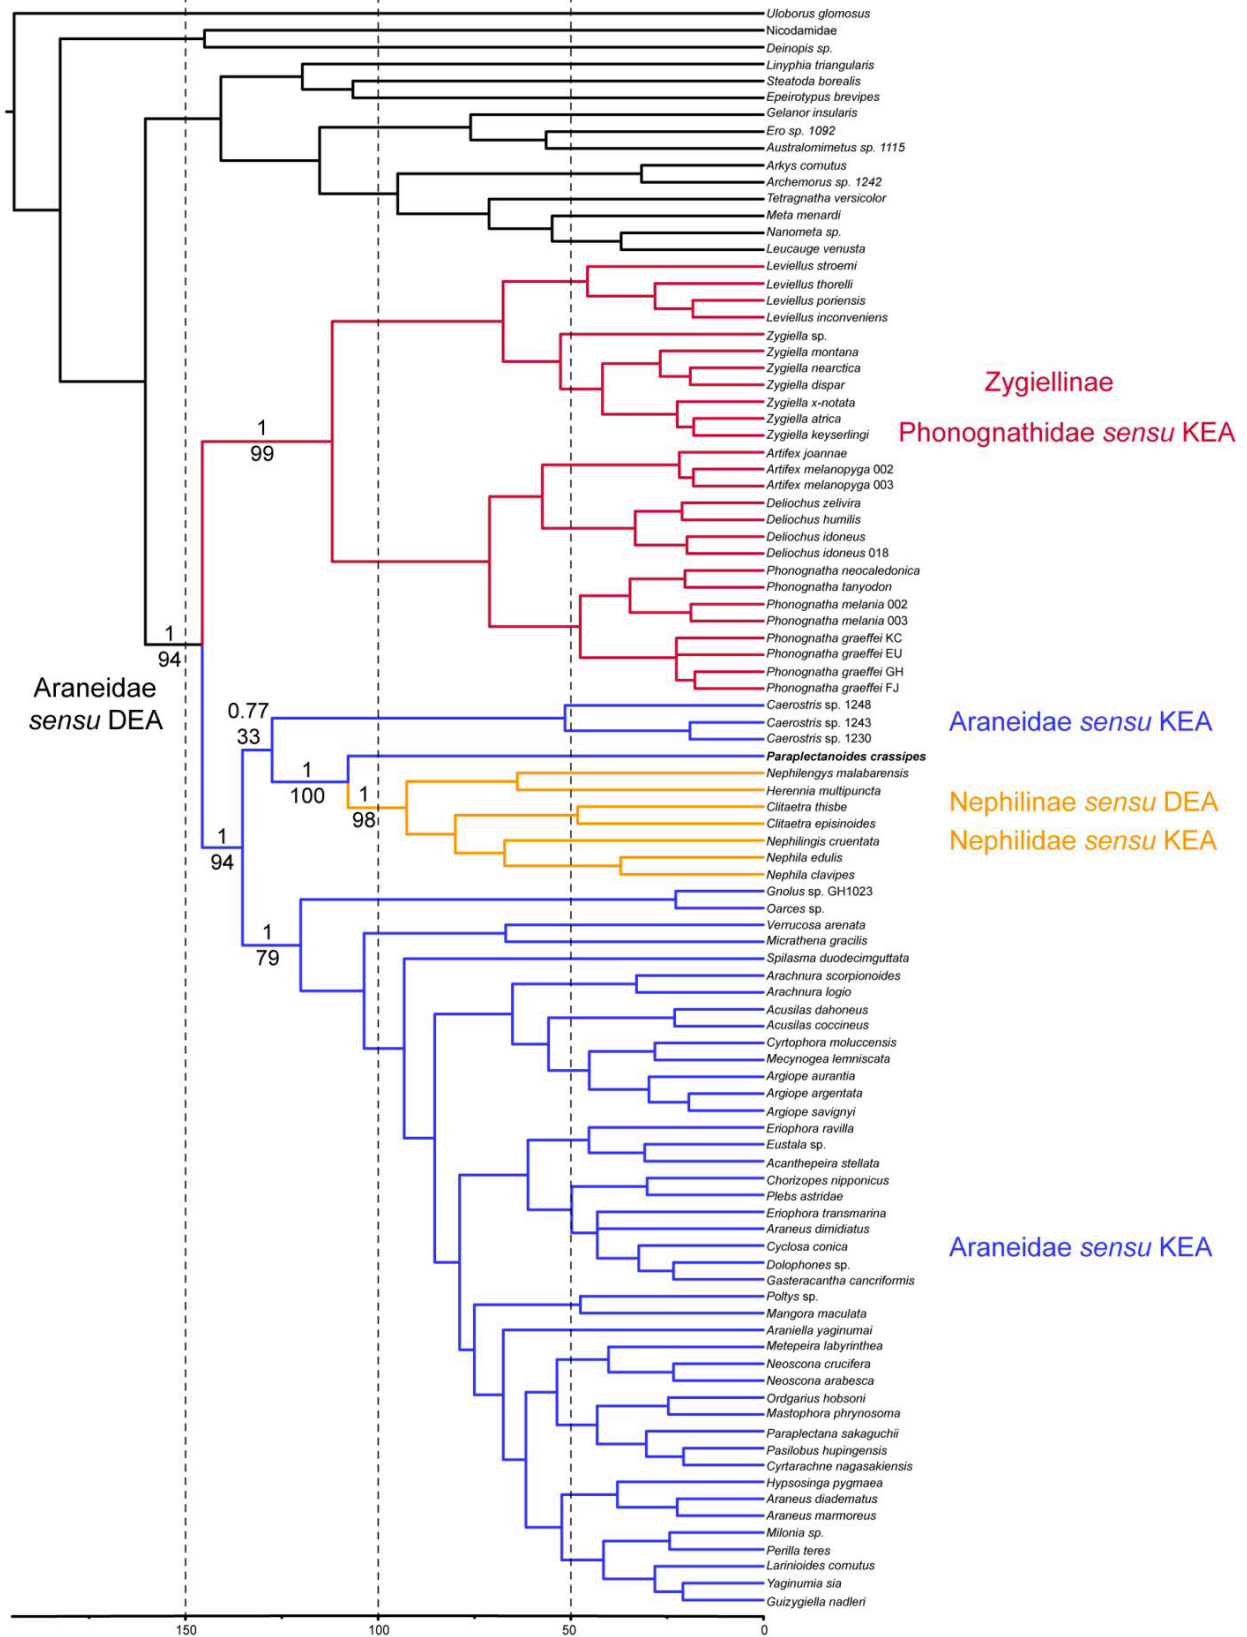 Uloborus glomosus
Nicodamidae
Deinopis sp.
Linyphia triangularis
Steatoda borealis
Epeirotypus brevipes
Gelanor insularis
Ero sp. 1092
Australomimetus sp. 1115
Arkys cornutus
Archemorus sp. 1242
Tetragnatha versicolor
Meta menardi
Nanometa sp.
Leucauge venusta
Leviellus stroemi
Leviellus thorelli
Leviellus poriensis
Leviellus inconveniens
Zygiella sp.
Zygiella montana
Zygiella nearctica
Zygiella dispar
Zygiella x-notata
Zygiella atrica
Zygiella keyserlingi
Zygiellinae
Phonognathidae sensu KEA
1
99
Artifex joannae
Artifex melanopyga 002
Artifex melanopyga 003
Deliochus zelivira
Deliochus humilis
Deliochus idoneus
Deliochus idoneus 018
Phonognatha neocaledonica
Phonognatha tanyodon
Phonognatha melania 002
Phonognatha melania 003
Phonognatha graeffei KC
Phonognatha graeffei EU
Phonognatha graeffei GH
Phonognatha graeffei FJ
1
94
Araneidae
sensu DEA
0.77
33
Caerostris sp. 1248
Caerostris sp. 1243
Caerostris sp. 1230
Araneidae sensu KEA
Paraplectanoides crassipes
1
100
1
98
Nephilengys malabarensis
Herennia multipuncta
Clitaetra thisbe
Clitaetra episinoides
Nephilingis cruentata
Nephila edulis
Nephila clavipes
Nephilinae sensu DEA
Nephilidae sensu KEA
1
94
1
79
Gnolus sp. GH1023
Oarces sp.
Verrucosa arenata
Micrathena gracilis
Spilasma duodecimguttata
Arachnura scorpionoides
Arachnura logio
Acusilas dahoneus
Acusilas coccineus
Cyrtophora moluccensis
Mecynogea lemniscata
Argiope aurantia
Argiope argentata
Argiope savignyi
Eriophora ravilla
Eustala sp.
Acanthepeira stellata
Chorizopes nipponicus
Plebs astridae
Eriophora transmarina
Araneus dimidiatus
Cyclosa conica
Dolophones sp.
Gasteracantha cancriformis
Araneidae sensu KEA
Poltys sp.
Mangora maculata
Araniella yaginumai
Metepeira labyrinthea
Neoscona crucifera
Neoscona arabesca
Ordgarius hobsoni
Mastophora phrynosoma
Paraplectana sakaguchii
Pasilobus hupingensis
Cyrtarachne nagasakiensis
Hypsosinga pygmaea
Araneus diadematus
Araneus marmoreus
Milonia sp.
Perilla teres
Larinioides cornutus
Yaginumia sia
Guizygiella nadleri
150 100 50 0